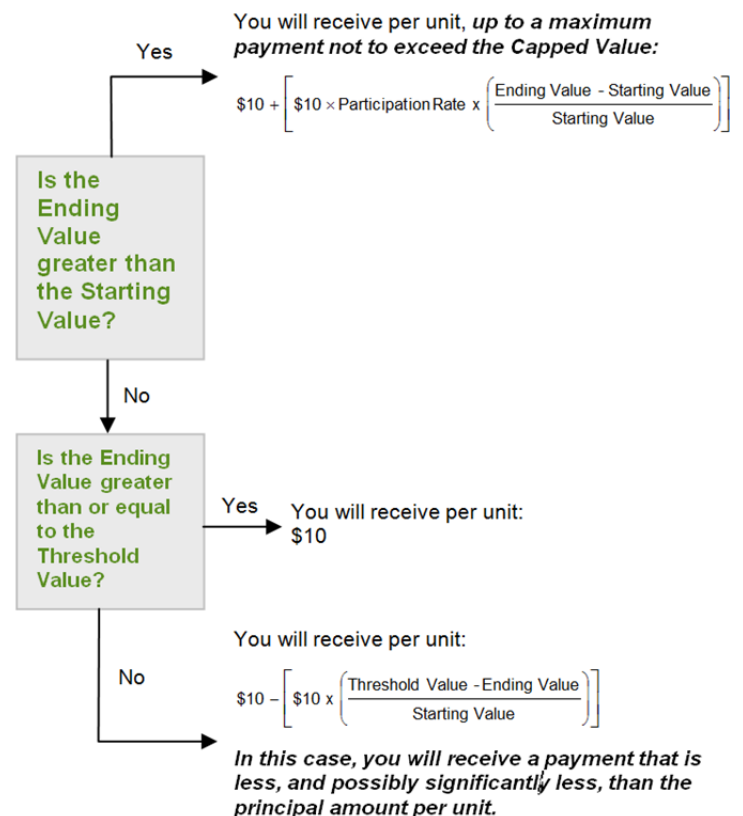 You will receive per unit, up to a maximum
payment not to exceed the Capped Value:
Yes
$10 + [ $10 × Participation Rate x ( Ending Value - Starting Value / Starting Value ) ]
Is the
Ending
Value
greater than
the Starting
Value?
No
Is the Ending
Value greater
than or equal
to the
Threshold
Value?
Yes
You will receive per unit:
$10
No
You will receive per unit:
$10 – [ $10 x ( Threshold Value - Ending Value / Starting Value ) ]
In this case, you will receive a payment that is
less, and possibly significantly less, than the
principal amount per unit.